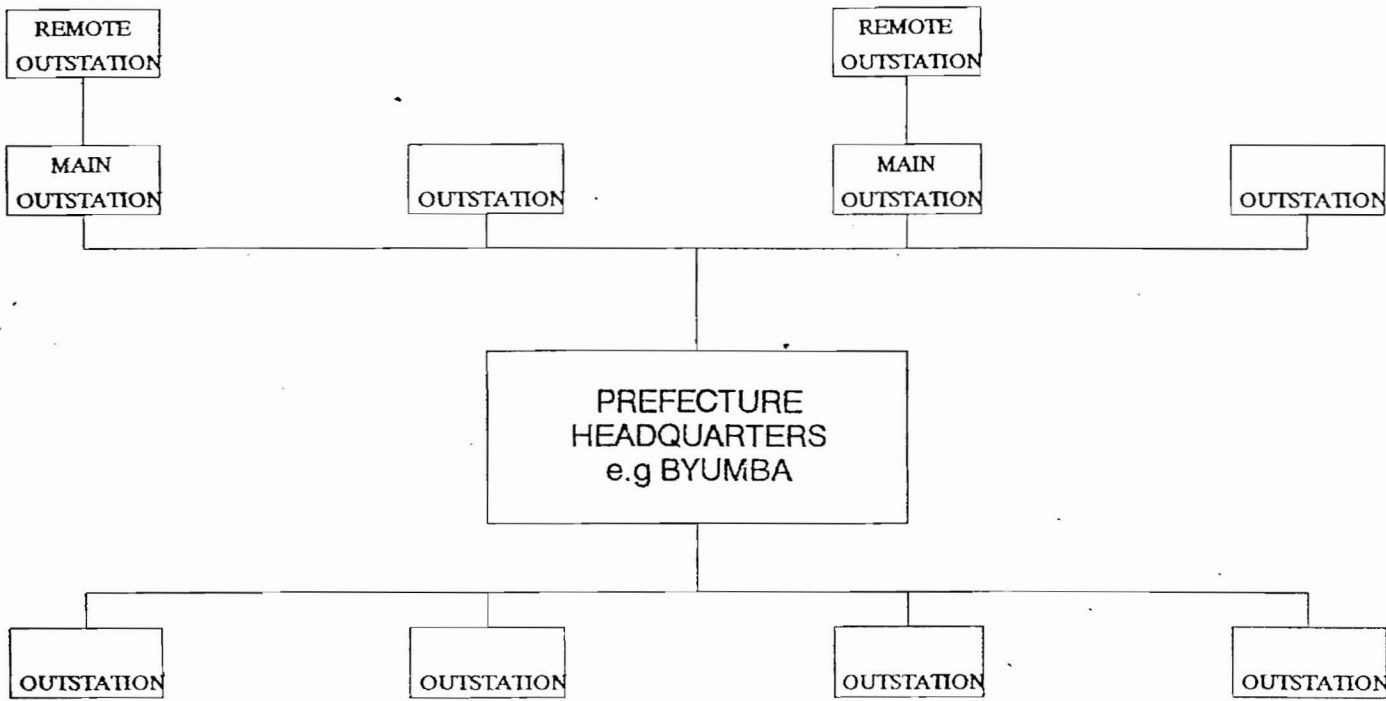 REMOTE
OUTSTATION
REMOTE
OUTSTATION
MAIN
OUTSTATION
OUTSTATION
MAIN
OUTSTATION
OUTSTATION
PREFECTURE
HEADQUARTERS
e.g BYUMBA
OUTSTATION
OUTSTATION
OUTSTATION
OUTSTATION